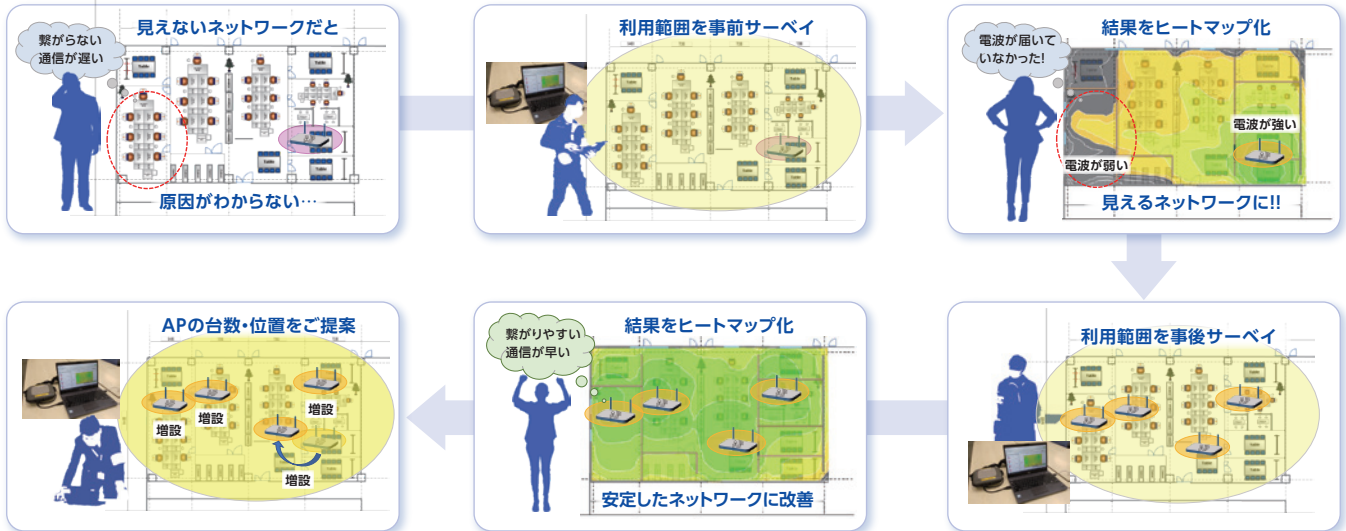 見えないネットワークだと
繋がらない
通信が遅い
Table
Table
Table
原因がわからない…
利用範囲を事前サーベイ
Table
Table
Table
結果をヒートマップ化
電波が届いて
いなかった!
電波が強い
電波が弱い
見えるネットワークに!!
APの台数・位置をご提案
増設
増設
増設
増設
結果をヒートマップ化
繋がりやすい
通信が早い
安定したネットワークに改善
利用範囲を事後サーベイ